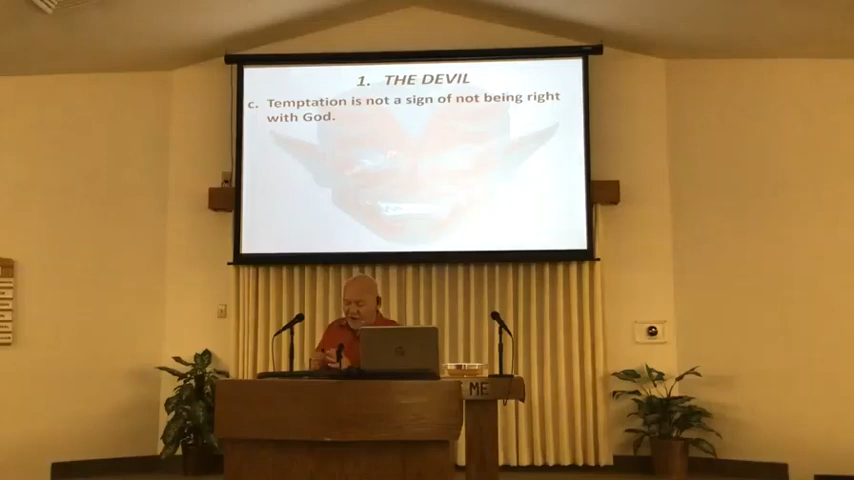 1. THE DEVIL
c. Temptation is not a sign of not being right
with God.
ME